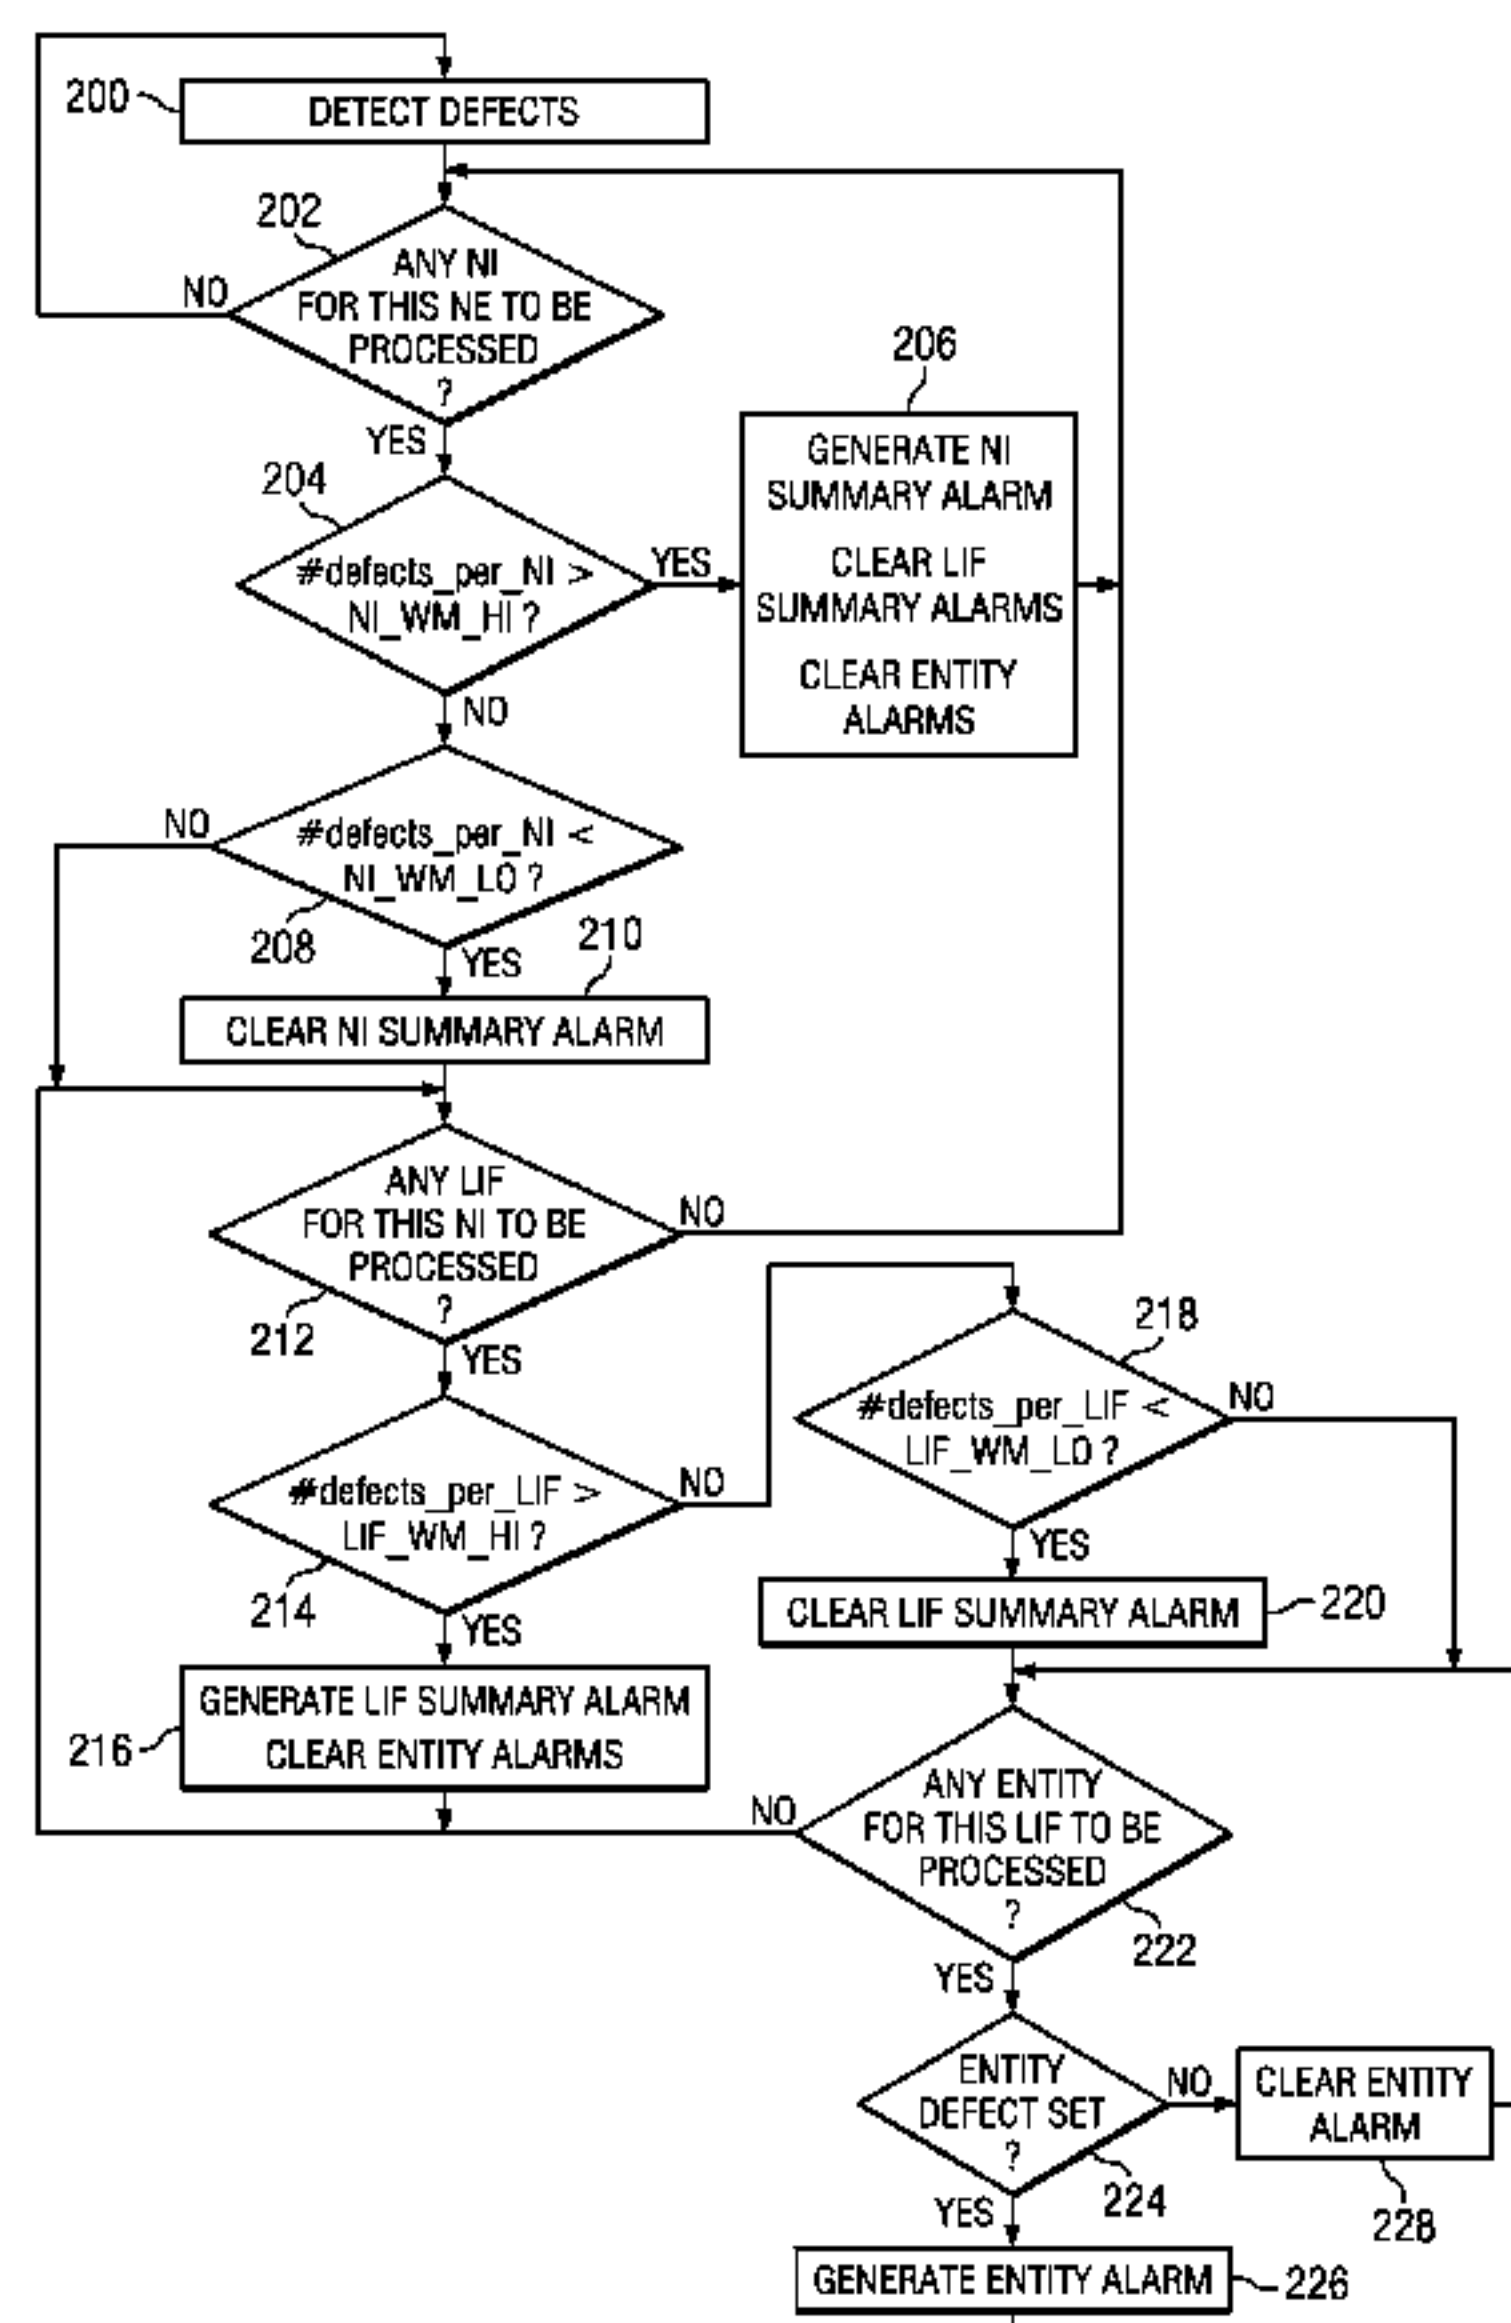 200
DETECT DEFECTS
202
ANY NI
FOR THIS NE TO BE
PROCESSED
?
NO
YES
204
#defects_per_NI >
NI_WM_HI ?
YES
NO
206
GENERATE NI
SUMMARY ALARM
CLEAR LIF
SUMMARY ALARMS
CLEAR ENTITY
ALARMS
NO
#defects_per_NI <
NI_WM_LO ?
208
YES
210
CLEAR NI SUMMARY ALARM
ANY LIF
FOR THIS NI TO BE
PROCESSED
?
NO
212
YES
#defects_per_LIF >
LIF_WM_HI ?
NO
214
YES
216
GENERATE LIF SUMMARY ALARM
CLEAR ENTITY ALARMS
218
#defects_per_LIF <
LIF_WM_LO ?
NO
YES
CLEAR LIF SUMMARY ALARM
220
NO
ANY ENTITY
FOR THIS LIF TO BE
PROCESSED
?
222
YES
ENTITY
DEFECT SET
?
NO
224
CLEAR ENTITY
ALARM
228
YES
GENERATE ENTITY ALARM
226